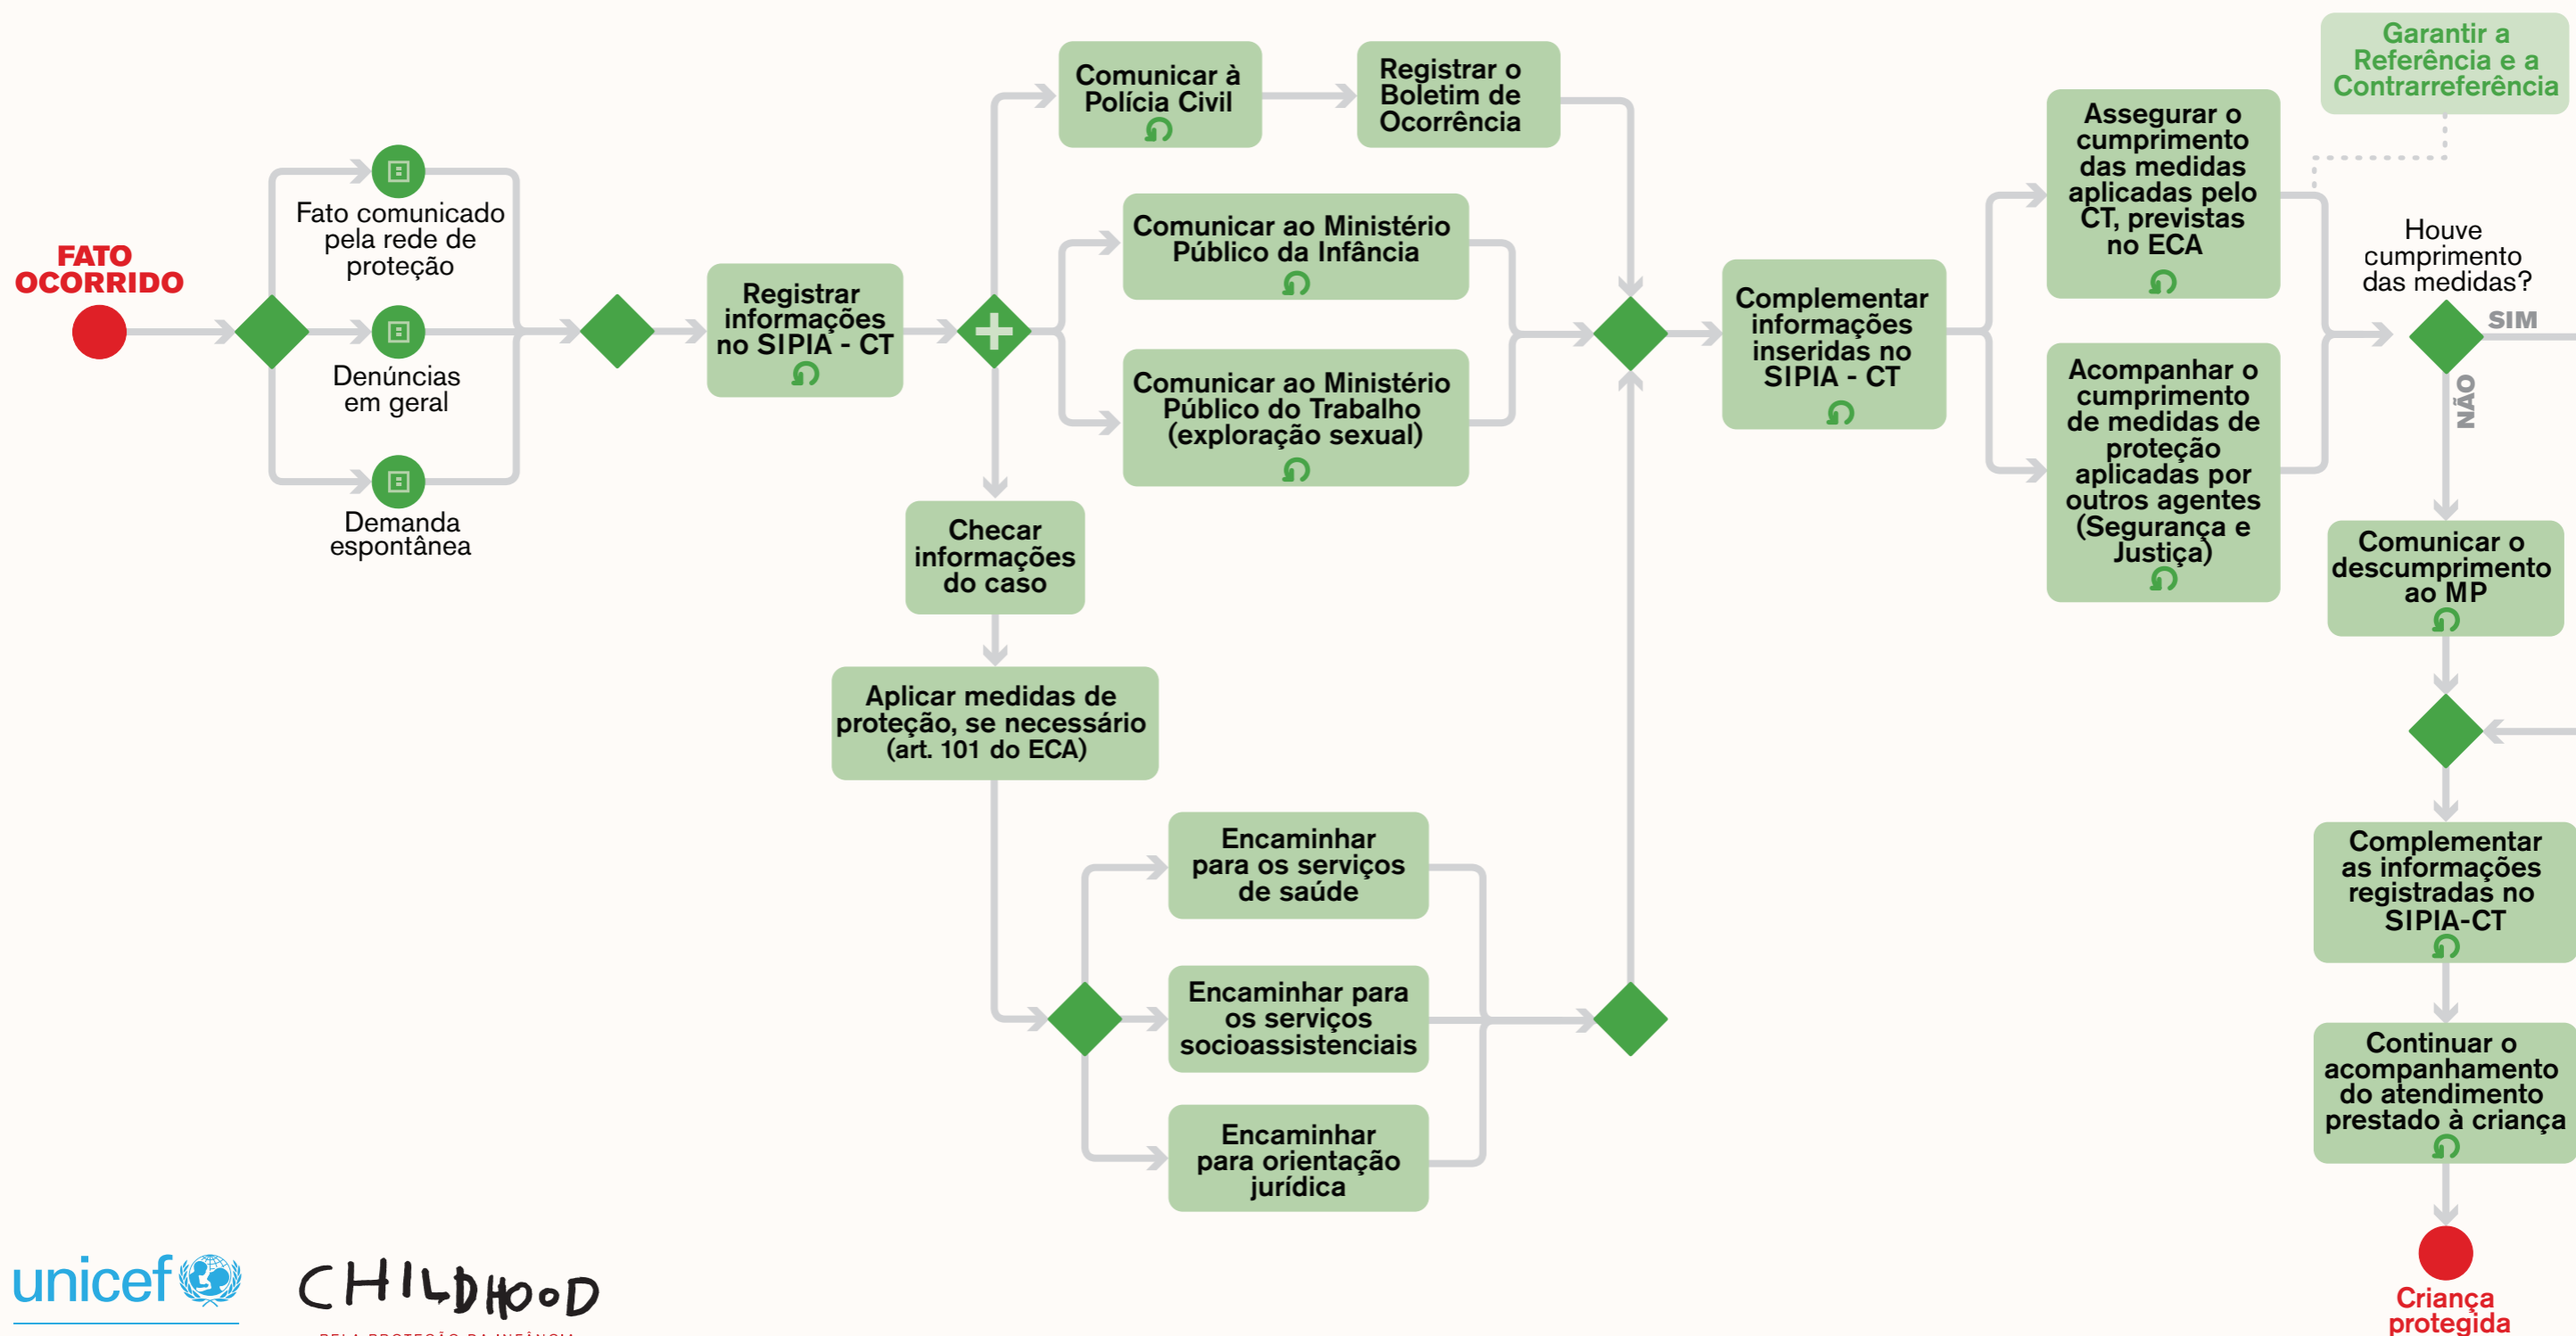 FATO
OCORRIDO
Fato comunicado
pela rede de
proteção
Denúncias
em geral
Demanda
espontânea
Registrar
informações
no SIPIA - CT
Comunicar à
Polícia Civil
Registrar o
Boletim de
Ocorrência
Comunicar ao Ministério
Público da Infância
Comunicar ao Ministério
Público do Trabalho
(exploração sexual)
Checar
informações
do caso
Aplicar medidas de
proteção, se necessário
(art. 101 do ECA)
Encaminhar
para os serviços
de saúde
Encaminhar para
os serviços
socioassistenciais
Encaminhar
para orientação
jurídica
Complementar
informações
inseridas no
SIPIA - CT
Assegurar o
cumprimento
das medidas
aplicadas pelo
CT, previstas
no ECA
Acompanhar o
cumprimento
de medidas de
proteção
aplicadas por
outros agentes
(Segurança e
Justiça)
Garantir a
Referência e a
Contrarreferência
Houve
cumprimento
das medidas?
SIM
NÃO
Comunicar o
descumprimento
ao MP
Complementar
as informações
registradas no
SIPIA-CT
Continuar o
acompanhamento
do atendimento
prestado à criança
Criança
protegida
unicef
CHILDHOOD
PELA PROTEÇÃO DA INFÂNCIA